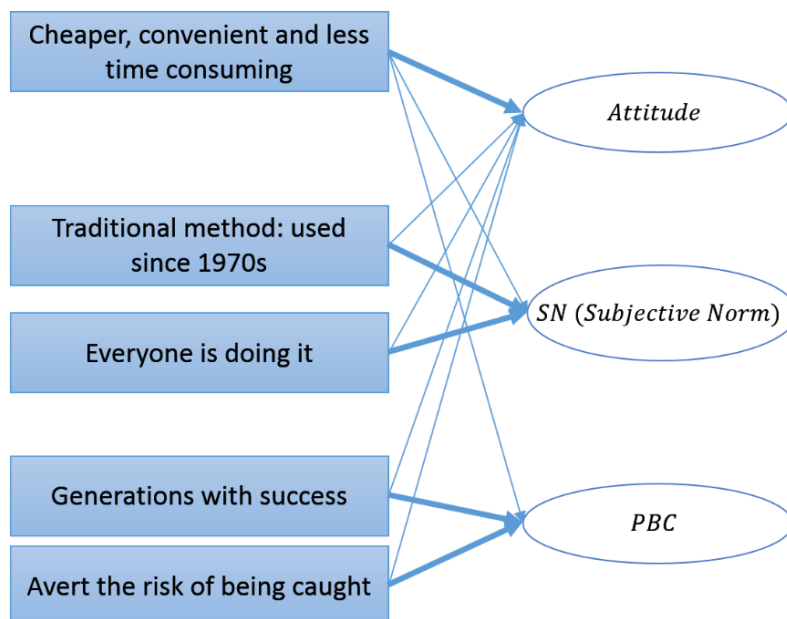 Cheaper, convenient and less
time consuming
Attitude
Traditional method: used
since 1970s
SN (Subjective Norm)
Everyone is doing it
Generations with success
PBC
Avert the risk of being caught